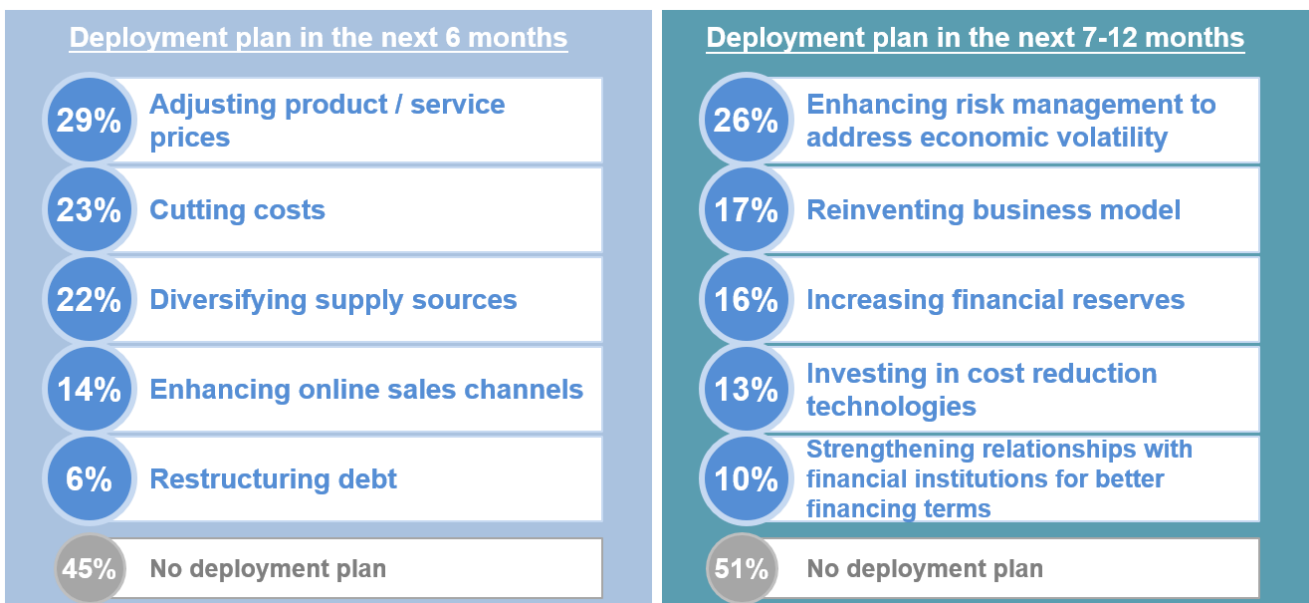 Deployment plan in the next 6 months
29%
Adjusting product / service
prices
23%
Cutting costs
22%
Diversifying supply sources
14%
Enhancing online sales channels
6%
Restructuring debt
45%
No deployment plan
Deployment plan in the next 7-12 months
26%
Enhancing risk management to
address economic volatility
17%
Reinventing business model
16%
Increasing financial reserves
13%
Investing in cost reduction
technologies
10%
Strengthening relationships with
financial institutions for better
financing terms
51%
No deployment plan